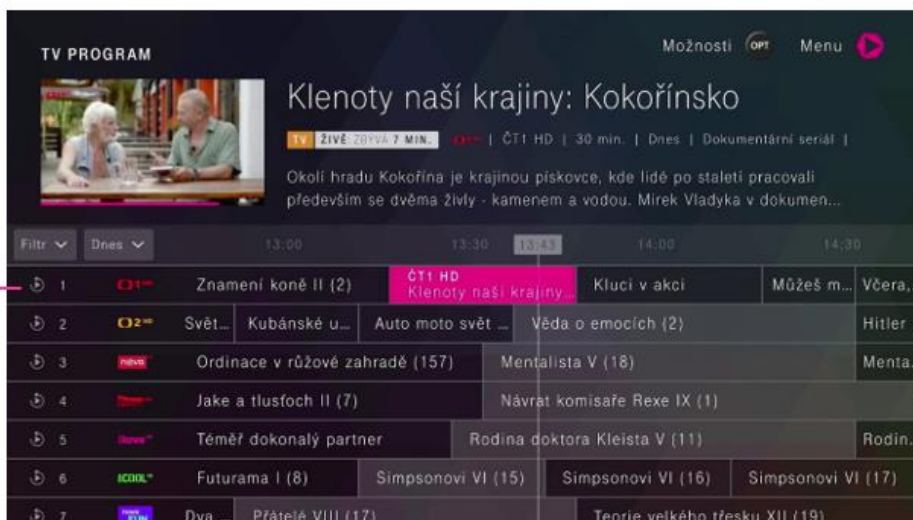 TV PROGRAM
Možnosti OPT Menu
Klenoty naší krajiny: Kokořínsko
TV ŽIVĚ ZBÝVÁ 7 MIN. | ČT1 HD | 30 min. | Dnes | Dokumentární seriál |
Okolí hradu Kokořína je krajinou pískovce, kde lidé po staletí pracovali
především se dvěma živly - kamenem a vodou. Mirek Vladyka v dokumen...
Filtr Dnes 13:00 13:30 13:43 14:00 14:30
ČT1 HD
1 Znamení koně II (2) Klenoty naší krajiny... Kluci v akci Můžeš m... Včera,
2 Svět... Kubánské u... Auto moto svět ... Věda o emocích (2) Hitler
3 nova Ordinace v růžové zahradě (157) Mentalista V (18) Menta
4 Jake a tlusťoch II (7) Návrat komisaře Rexe IX (1)
5 Téměř dokonalý partner Rodina doktora Kleista V (11) Rodin
6 Futurama I (8) Simpsonovi VI (15) Simpsonovi VI (16) Simpsonovi VI (17)
7 Dva Přátelé VIII (17) Teorie velkého třesku XII (19)